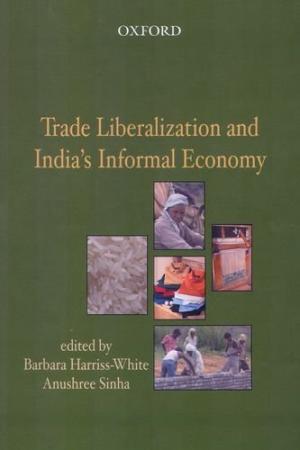 OXFORD
Trade Liberalization and
India's Informal Economy
edited by
Barbara Harriss-White
Anushree Sinha